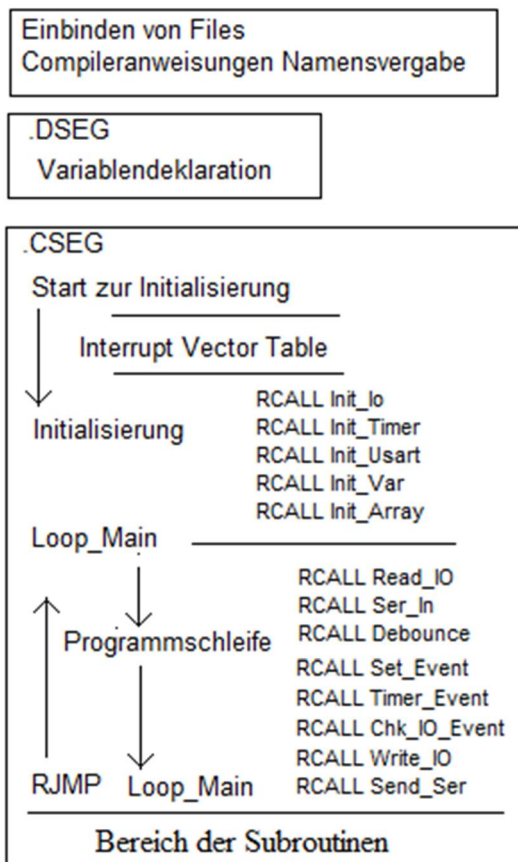 Einbinden von Files
Compileranweisungen Namensvergabe
.DSEG
Variablendeklaration
.CSEG
Start zur Initialisierung
Interrupt Vector Table
Initialisierung
RCALL Init_Io
RCALL Init_Timer
RCALL Init_Usart
RCALL Init_Var
RCALL Init_Array
Loop_Main
Programmschleife
RCALL Read_IO
RCALL Ser_In
RCALL Debounce
RCALL Set_Event
RCALL Timer_Event
RCALL Chk_IO_Event
RCALL Write_IO
RCALL Send_Ser
RJMP Loop_Main
Bereich der Subroutinen